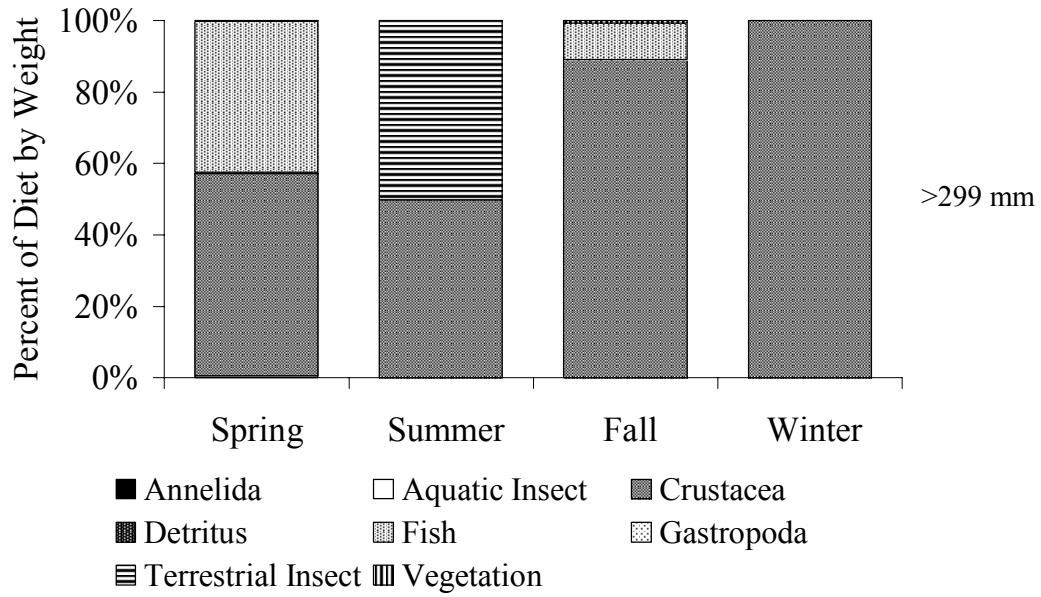 Percent of Diet by Weight
100%
80%
60%
40%
20%
0%
>299 mm
Spring Summer Fall Winter
Annelida Aquatic Insect Crustacea
Detritus Fish Gastropoda
Terrestrial Insect Vegetation